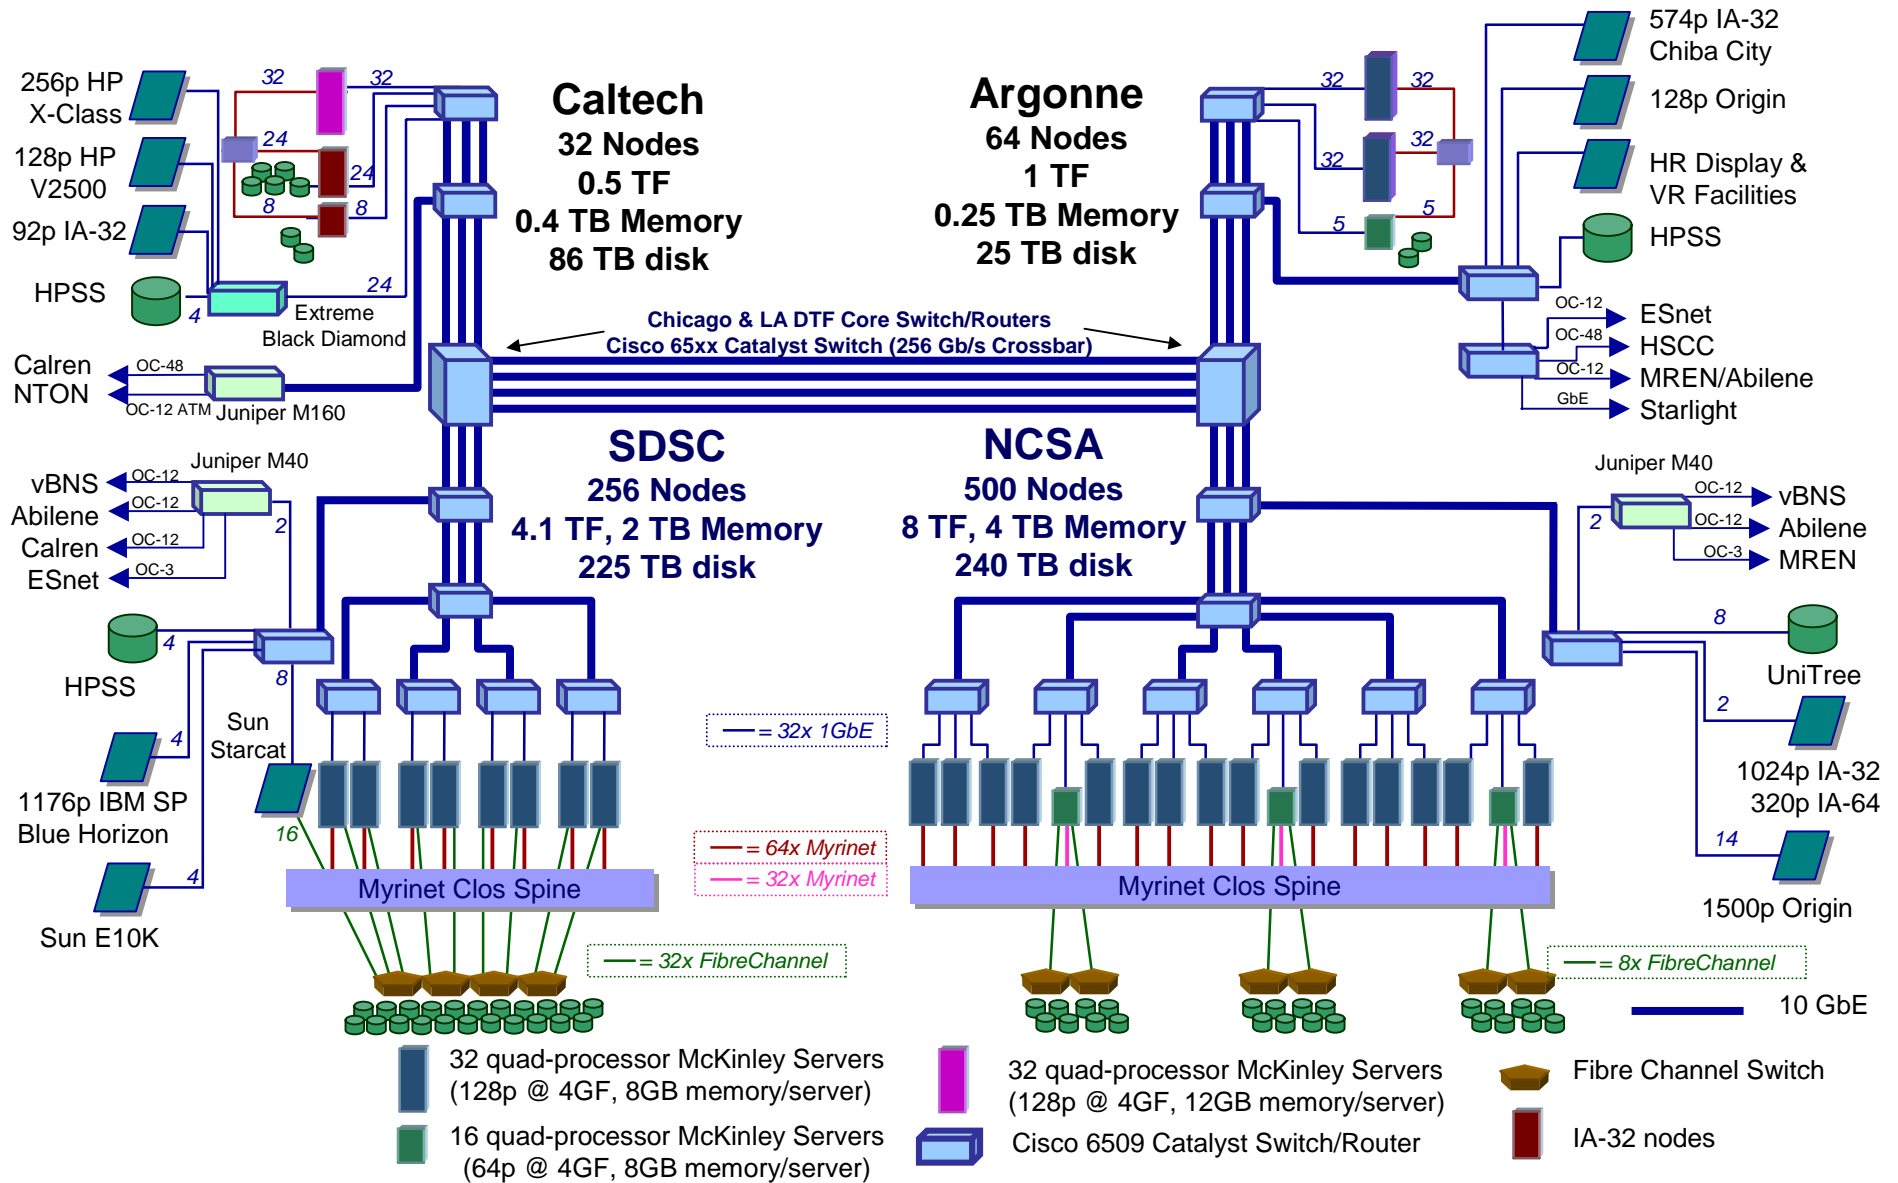 256p HP
X-Class
128p HP
V2500
92p IA-32
HPSS
4
32
32
24
24
8
8
24
Extreme
Black Diamond
Caltech
32 Nodes
0.5 TF
0.4 TB Memory
86 TB disk
Argonne
64 Nodes
1 TF
0.25 TB Memory
25 TB disk
32
32
32
32
5
5
574p IA-32
Chiba City
128p Origin
HR Display &
VR Facilities
HPSS
OC-12
ESnet
OC-48
HSCC
OC-12
MREN/Abilene
GbE
Starlight
Chicago & LA DTF Core Switch/Routers
Cisco 65xx Catalyst Switch (256 Gb/s Crossbar)
Calren
OC-48
NTON
OC-12 ATM
Juniper M160
SDSC
256 Nodes
4.1 TF, 2 TB Memory
225 TB disk
NCSA
500 Nodes
8 TF, 4 TB Memory
240 TB disk
Juniper M40
vBNS
OC-12
Abilene
OC-12
Calren
OC-12
ESnet
OC-3
2
HPSS
4
8
Sun
Starcat
4
1176p IBM SP
Blue Horizon
16
4
Sun E10K
Juniper M40
OC-12
vBNS
2
OC-12
Abilene
OC-3
MREN
8
UniTree
2
1024p IA-32
320p IA-64
14
1500p Origin
= 32x 1GbE
= 64x Myrinet
= 32x Myrinet
Myrinet Clos Spine
Myrinet Clos Spine
= 32x FibreChannel
= 8x FibreChannel
10 GbE
32 quad-processor McKinley Servers
(128p @ 4GF, 8GB memory/server)
16 quad-processor McKinley Servers
(64p @ 4GF, 8GB memory/server)
32 quad-processor McKinley Servers
(128p @ 4GF, 12GB memory/server)
Cisco 6509 Catalyst Switch/Router
Fibre Channel Switch
IA-32 nodes